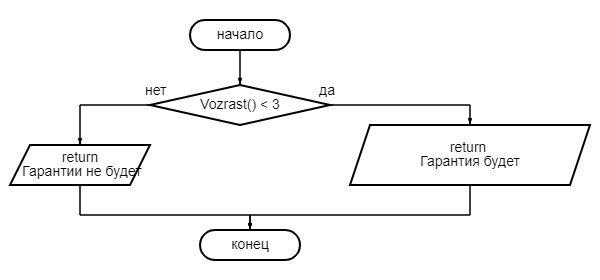 начало
нет
да
Vozrast() < 3
return
Гарантии не будет
return
Гарантия будет
конец